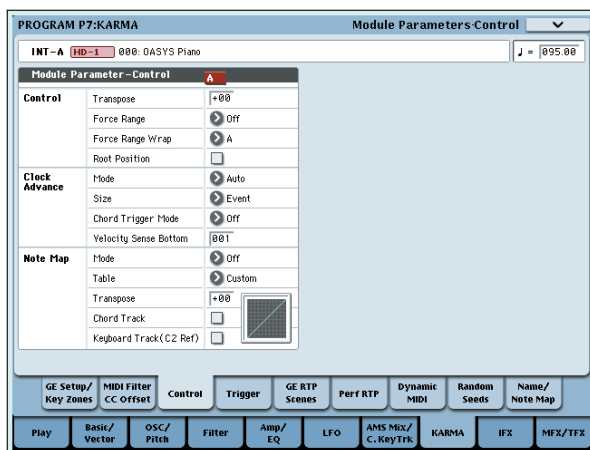 PROGRAM P7:KARMA Module Parameters-Control
INT-A HD-1 000: OASYS Piano ♩ = 095.00
Module Parameter-Control A
Control Transpose +00
Force Range Off
Force Range Wrap A
Root Position
Clock Advance Mode Auto
Size Event
Chord Trigger Mode Off
Velocity Sense Bottom 001
Note Map Mode Off
Table Custom
Transpose +00
Chord Track
Keyboard Track(C2 Ref)
GE Setup/ Key Zones MIDI Filter CC Offset Control Trigger GE RTP Scenes Perf RTP Dynamic MIDI Random Seeds Name/ Note Map
Play Basic/ Vector OSC/ Pitch Filter Amp/ EQ LFO AMS Mix/ C.KeyTrk KARMA IFX MFX/TFX